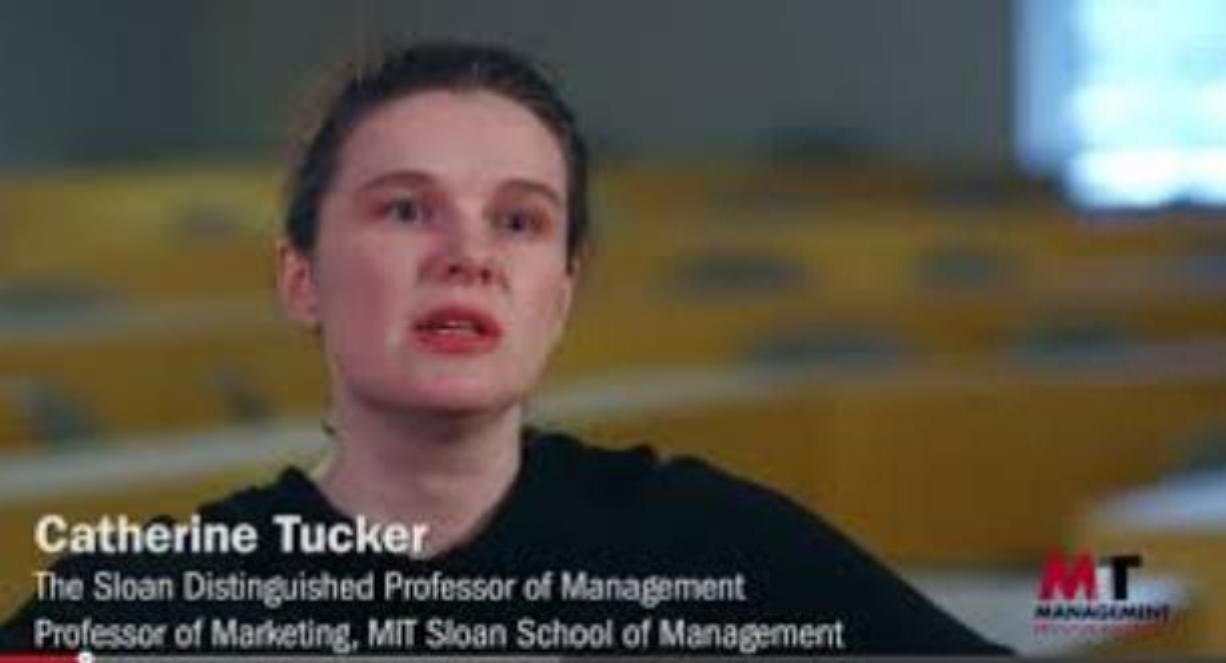 Catherine Tucker
The Sloan Distinguished Professor of Management
Professor of Marketing, MIT Sloan School of Management
MIT
MANAGEMENT